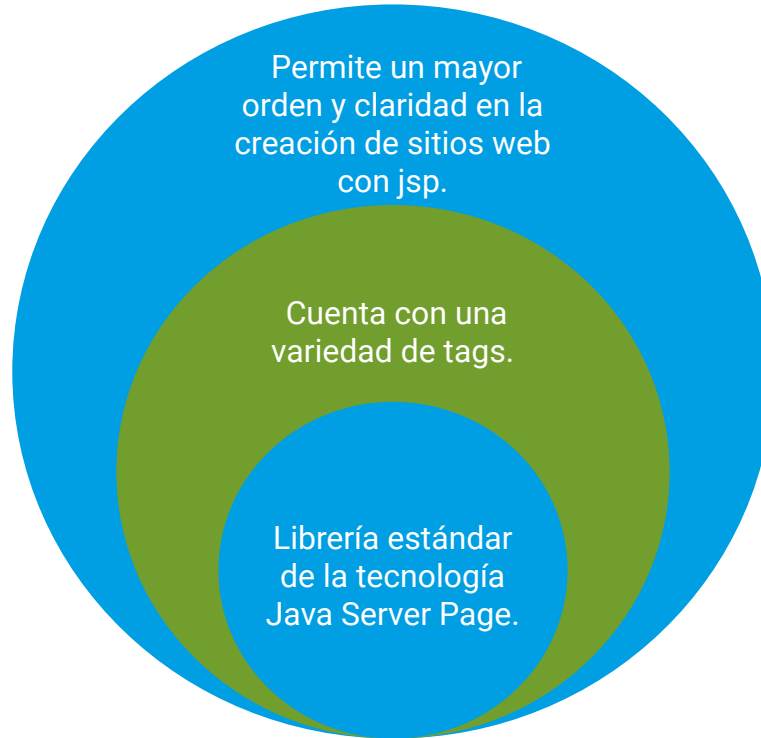 Permite un mayor
orden y claridad en la
creación de sitios web
con jsp.
Cuenta con una
variedad de tags.
Librería estándar
de la tecnología
Java Server Page.